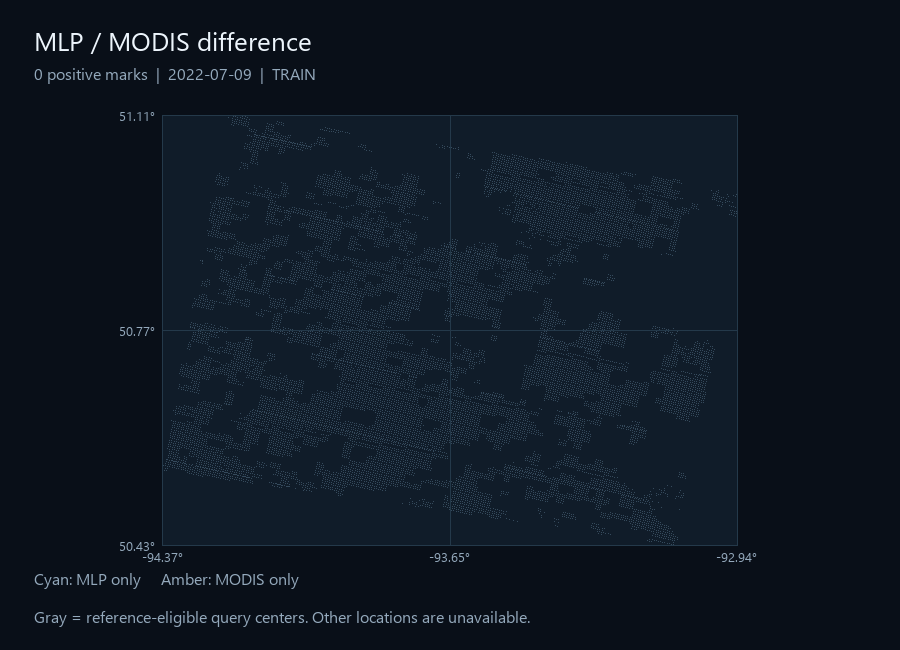 MLP / MODIS difference
0 positive marks | 2022-07-09 | TRAIN
51.11°
50.77°
50.43°
-94.37° -93.65° -92.94°
Cyan: MLP only Amber: MODIS only
Gray = reference-eligible query centers. Other locations are unavailable.